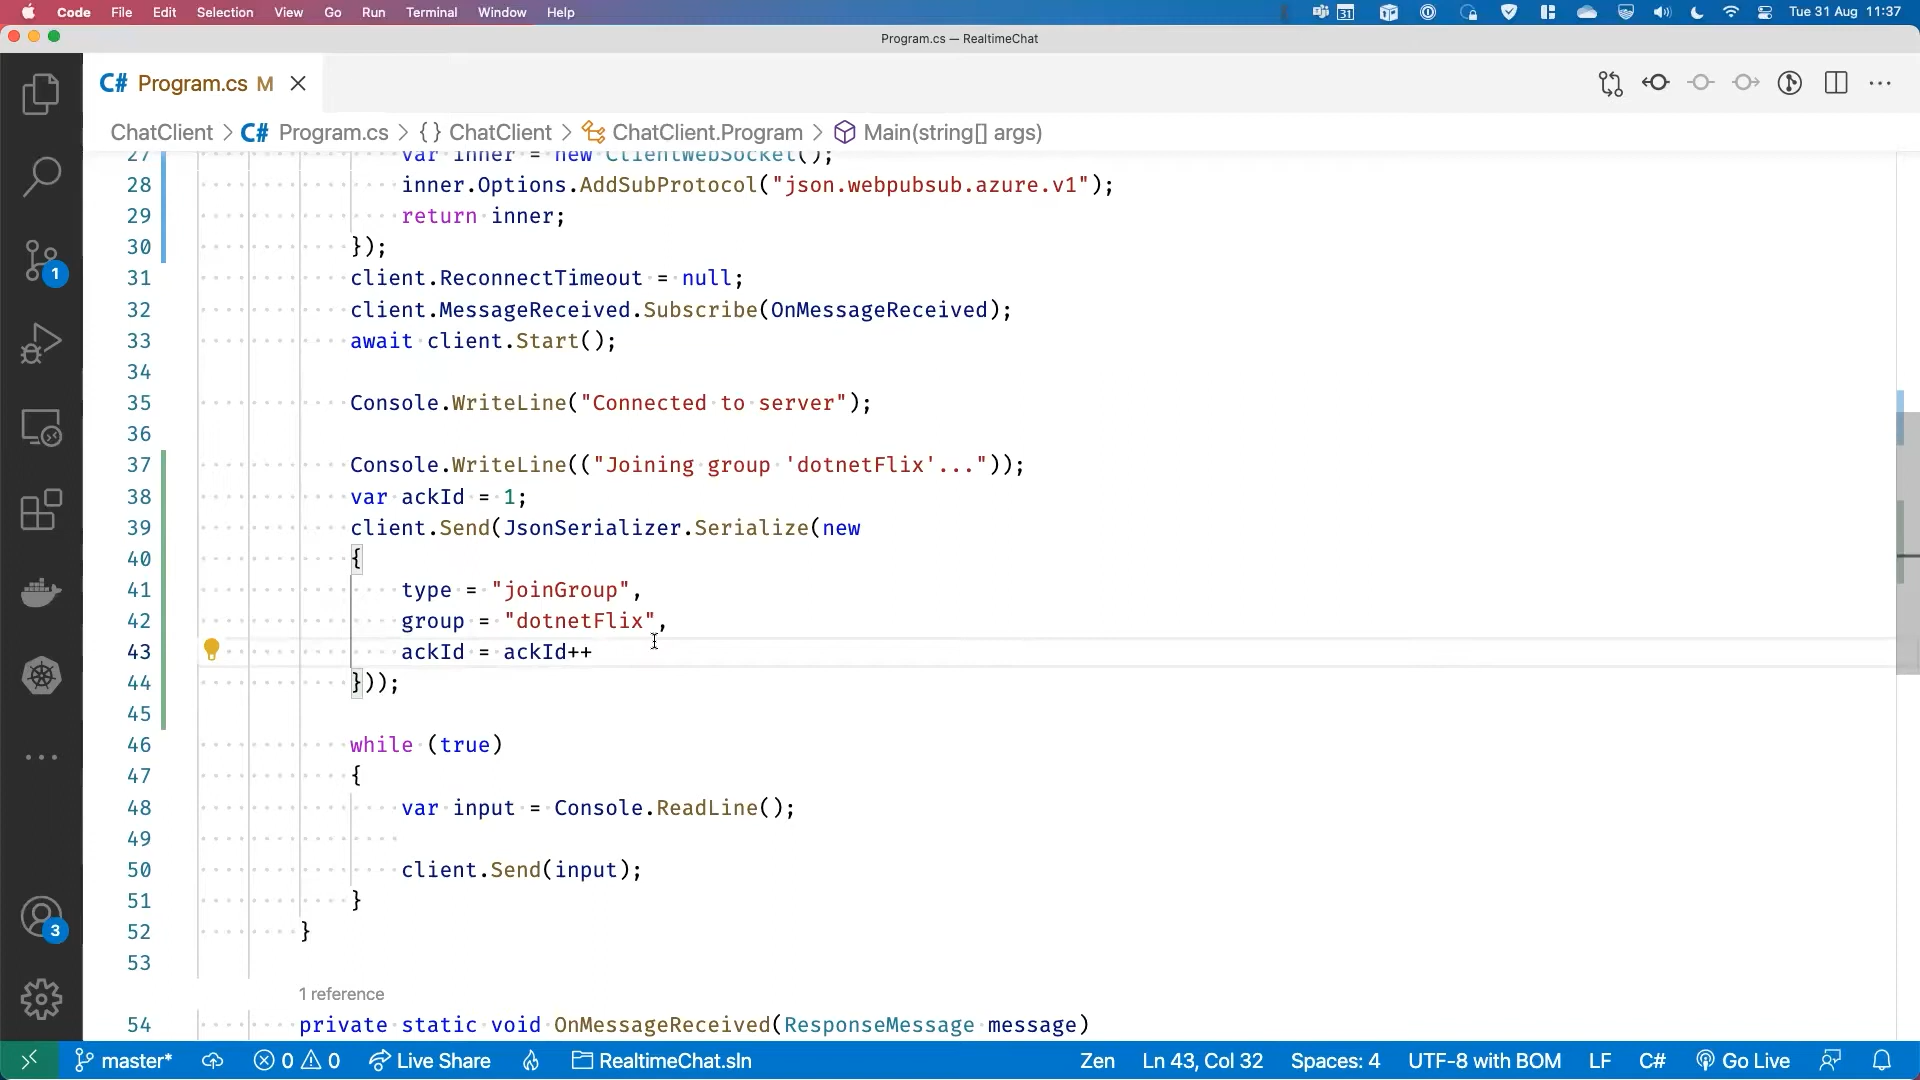 Code File Edit Selection View Go Run Terminal Window Help 31 Tue 31 Aug 11:37
Program.cs — RealtimeChat
C# Program.cs M
ChatClient > C# Program.cs > {} ChatClient > ChatClient.Program > Main(string[] args)
27 var inner = new ClientWebSocket();
28 inner.Options.AddSubProtocol("json.webpubsub.azure.v1");
29 return inner;
30 });
31 client.ReconnectTimeout = null;
32 client.MessageReceived.Subscribe(OnMessageReceived);
33 await client.Start();
34
35 Console.WriteLine("Connected to server");
36
37 Console.WriteLine(("Joining group 'dotnetFlix'..."));
38 var ackId = 1;
39 client.Send(JsonSerializer.Serialize(new
40 {
41 type = "joinGroup",
42 group = "dotnetFlix",
43 ackId = ackId++
44 }));
45
46 while (true)
47 {
48 var input = Console.ReadLine();
49
50 client.Send(input);
51 }
52 }
53
1 reference
54 private static void OnMessageReceived(ResponseMessage message)
1
3
master* 0 0 Live Share RealtimeChat.sln Zen Ln 43, Col 32 Spaces: 4 UTF-8 with BOM LF C# Go Live